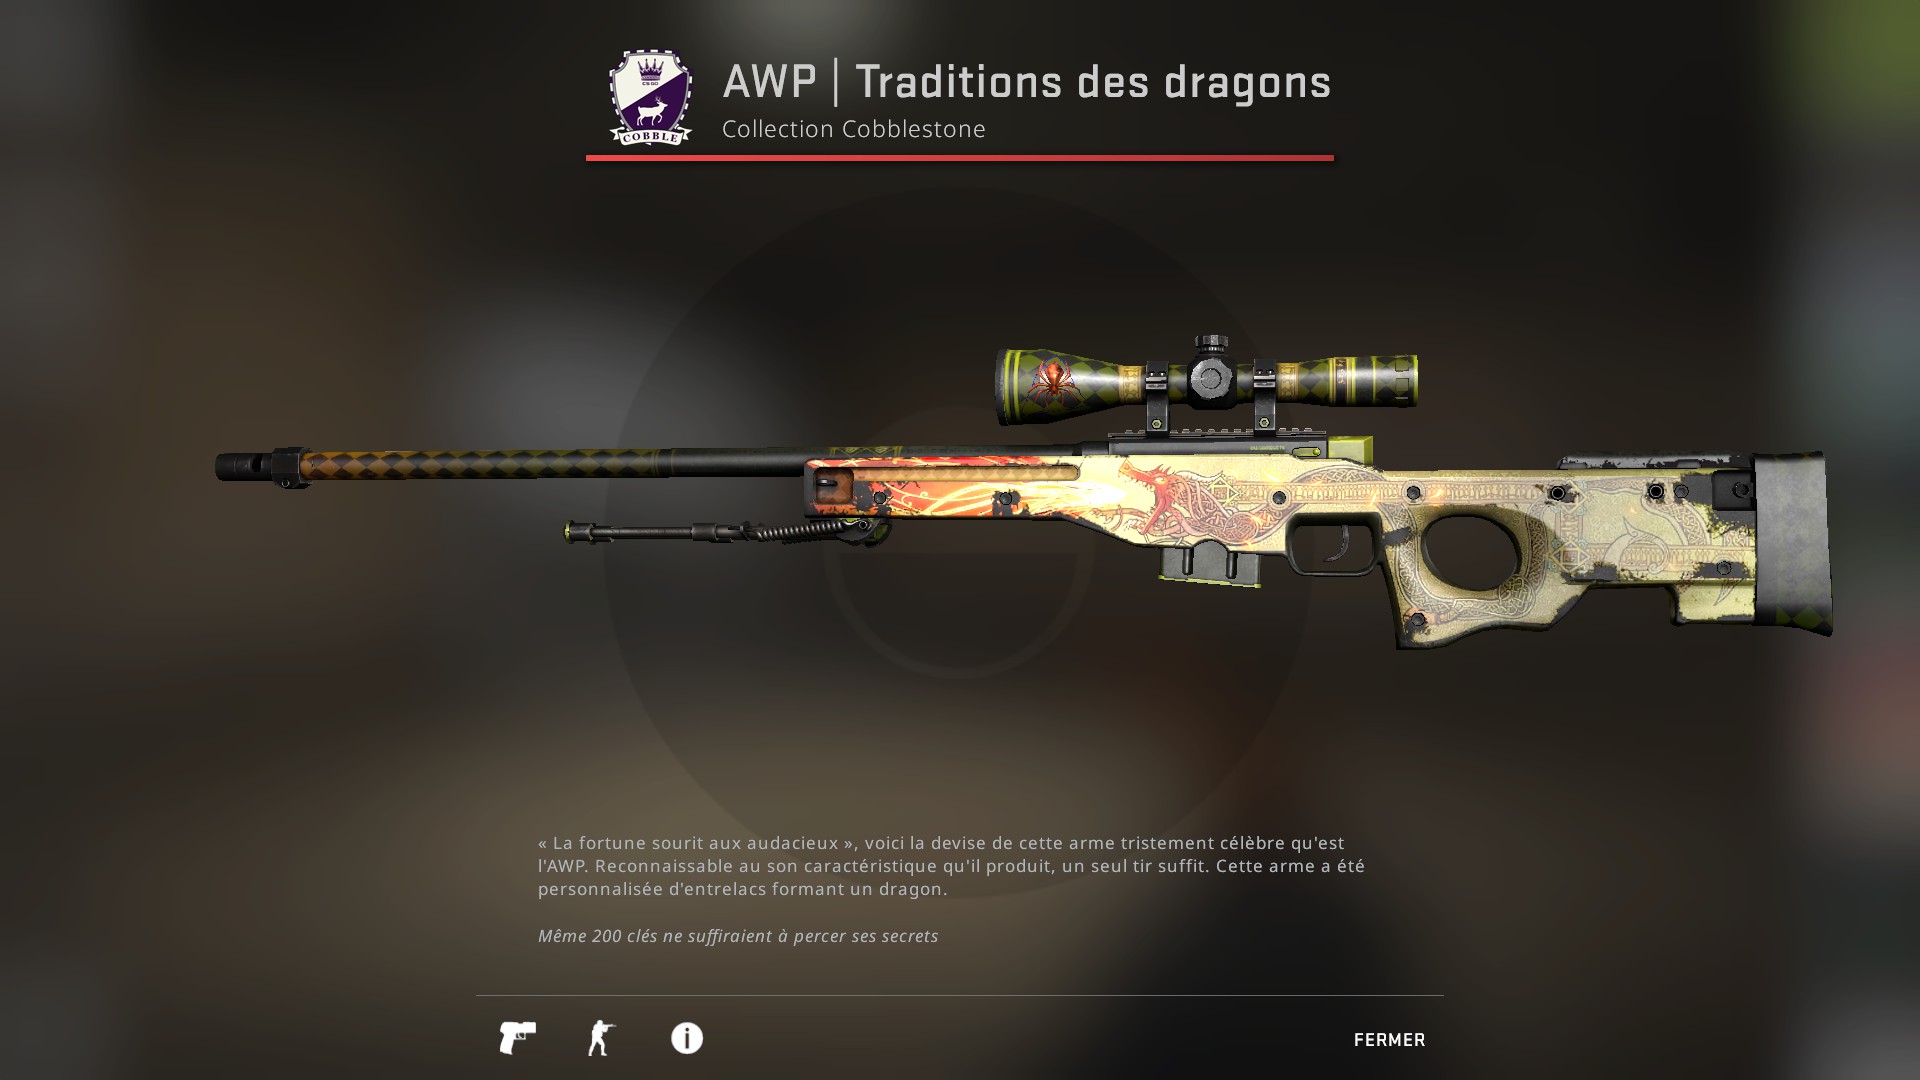 AWP | Traditions des dragons
Collection Cobblestone
COBBLE
« La fortune sourit aux audacieux », voici la devise de cette arme tristement célèbre qu'est
l'AWP. Reconnaissable au son caractéristique qu'il produit, un seul tir suffit. Cette arme a été
personnalisée d'entrelacs formant un dragon.
Même 200 clés ne suffiraient à percer ses secrets
FERMER